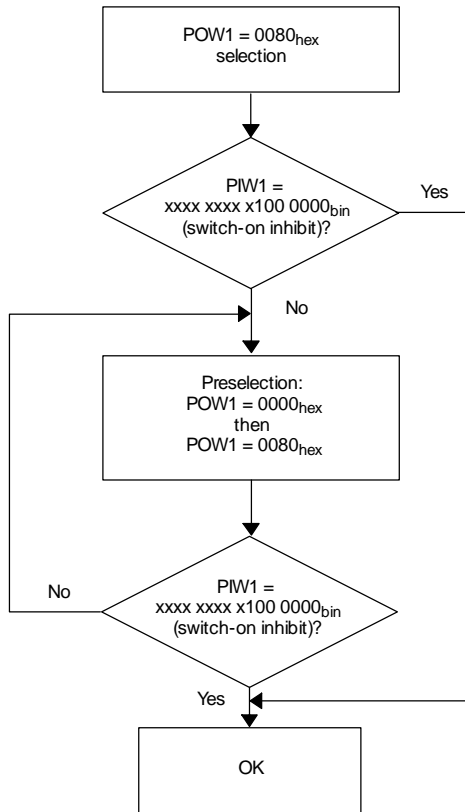 POW1 = 0080hex
selection
PIW1 =
xxxx xxxx x100 0000bin
(switch-on inhibit)?
Yes
No
Preselection:
POW1 = 0000hex
then
POW1 = 0080hex
No
PIW1 =
xxxx xxxx x100 0000bin
(switch-on inhibit)?
Yes
OK